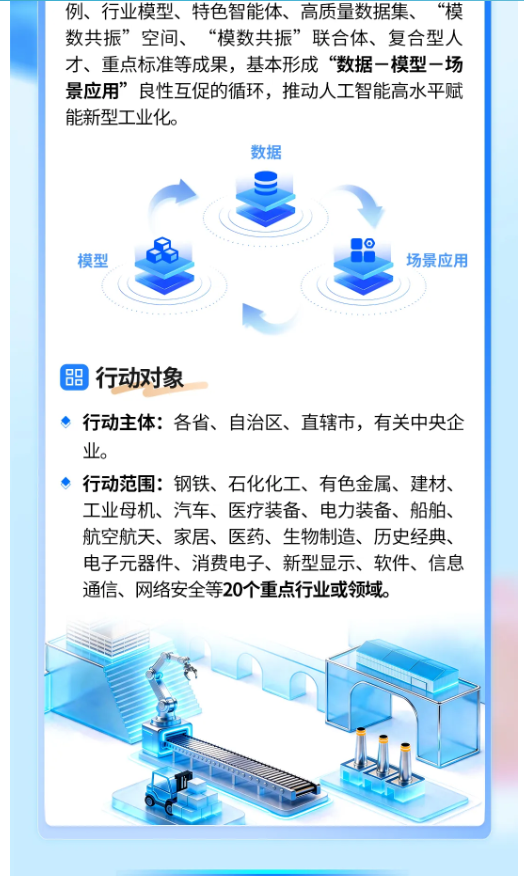 例、行业模型、特色智能体、高质量数据集、“模
数共振”空间、“模数共振”联合体、复合型人
才、重点标准等成果，基本形成“数据－模型－场
景应用”良性互促的循环，推动人工智能高水平赋
能新型工业化。
数据
模型
场景应用
行动对象
行动主体：各省、自治区、直辖市，有关中央企
业。
行动范围：钢铁、石化化工、有色金属、建材、
工业母机、汽车、医疗装备、电力装备、船舶、
航空航天、家居、医药、生物制造、历史经典、
电子元器件、消费电子、新型显示、软件、信息
通信、网络安全等20个重点行业或领域。